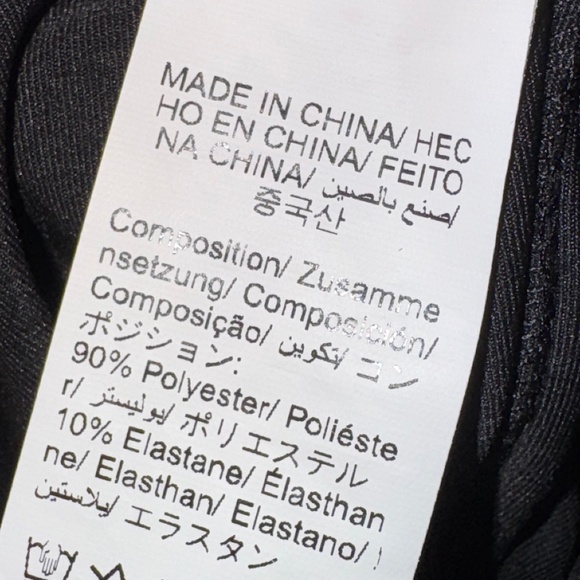 MADE IN CHINA/ HEC
HO EN CHINA/ FEITO
NA CHINA/ صنع بالصين/
중국산
Composition/ Zusamme
nsetzung/ Composición/
Composição/ تكوين/ コン
ポジション:
90% Polyester/ Poliéste
r/ بوليستر/ ポリエステル
10% Elastane/ Élasthan
ne/ Elasthan/ Elastano/
إيلاستين/ エラスタン